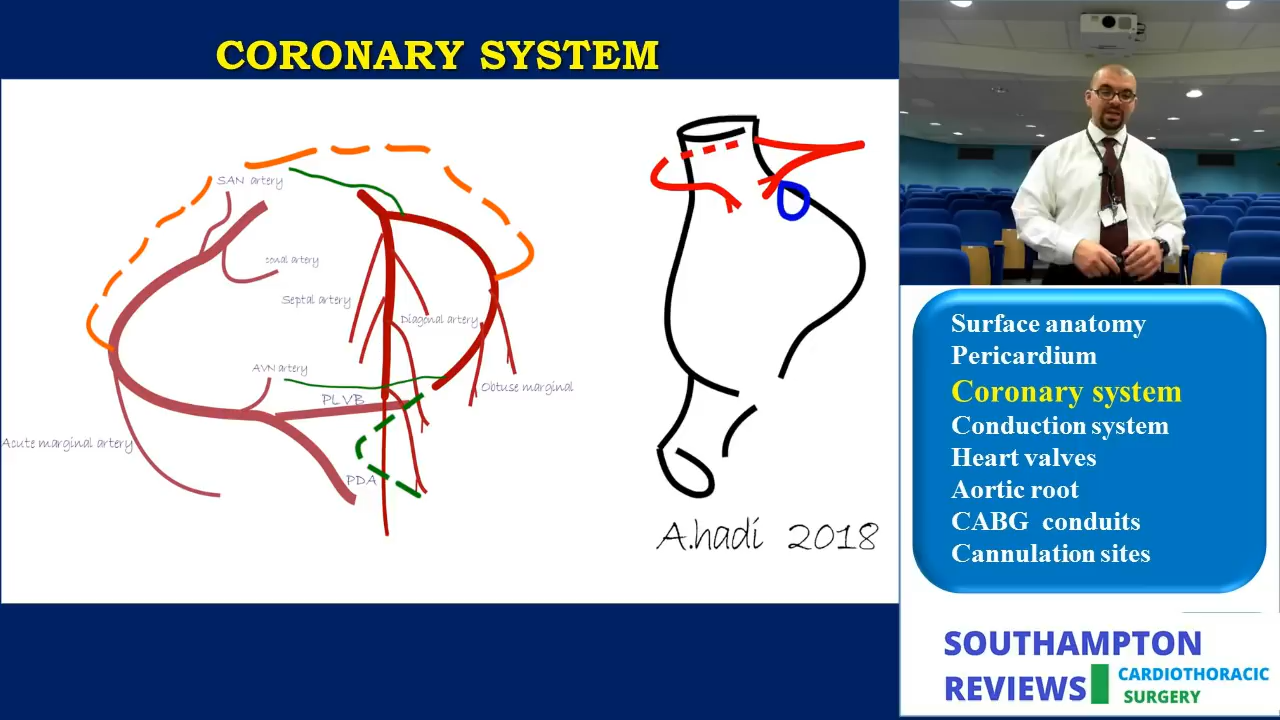 CORONARY SYSTEM
SAN artery
conal artery
Septal artery
Diagonal artery
AVN artery
PLVB
Obtuse marginal
Acute marginal artery
PDA
A.hadi 2018
Surface anatomy
Pericardium
Coronary system
Conduction system
Heart valves
Aortic root
CABG conduits
Cannulation sites
SOUTHAMPTON
REVIEWS
CARDIOTHORACIC
SURGERY